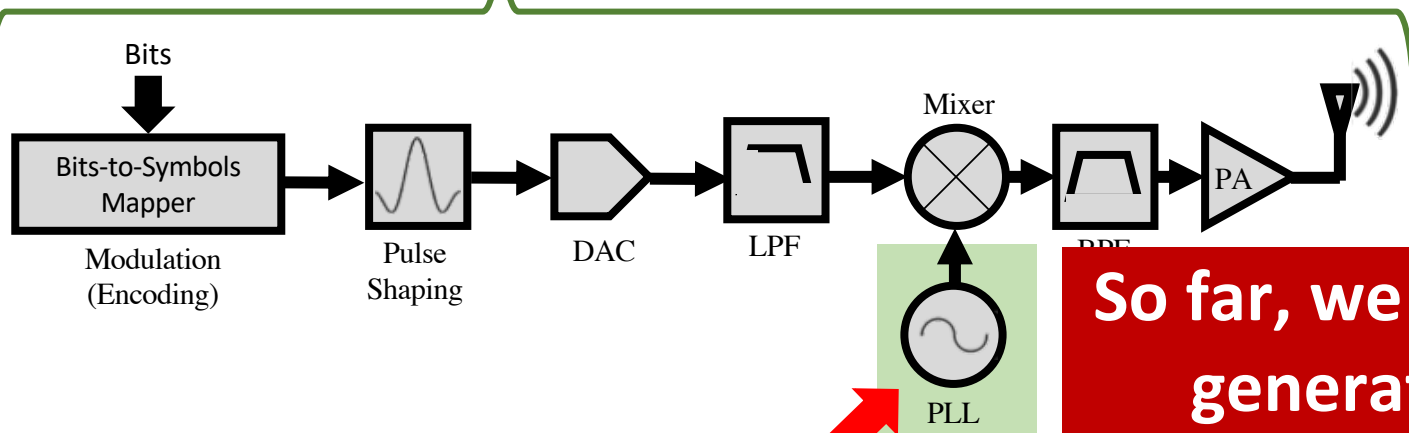 Bits
Bits-to-Symbols
Mapper
Modulation
(Encoding)
Pulse
Shaping
DAC
LPF
Mixer
PLL
PA
So far, we